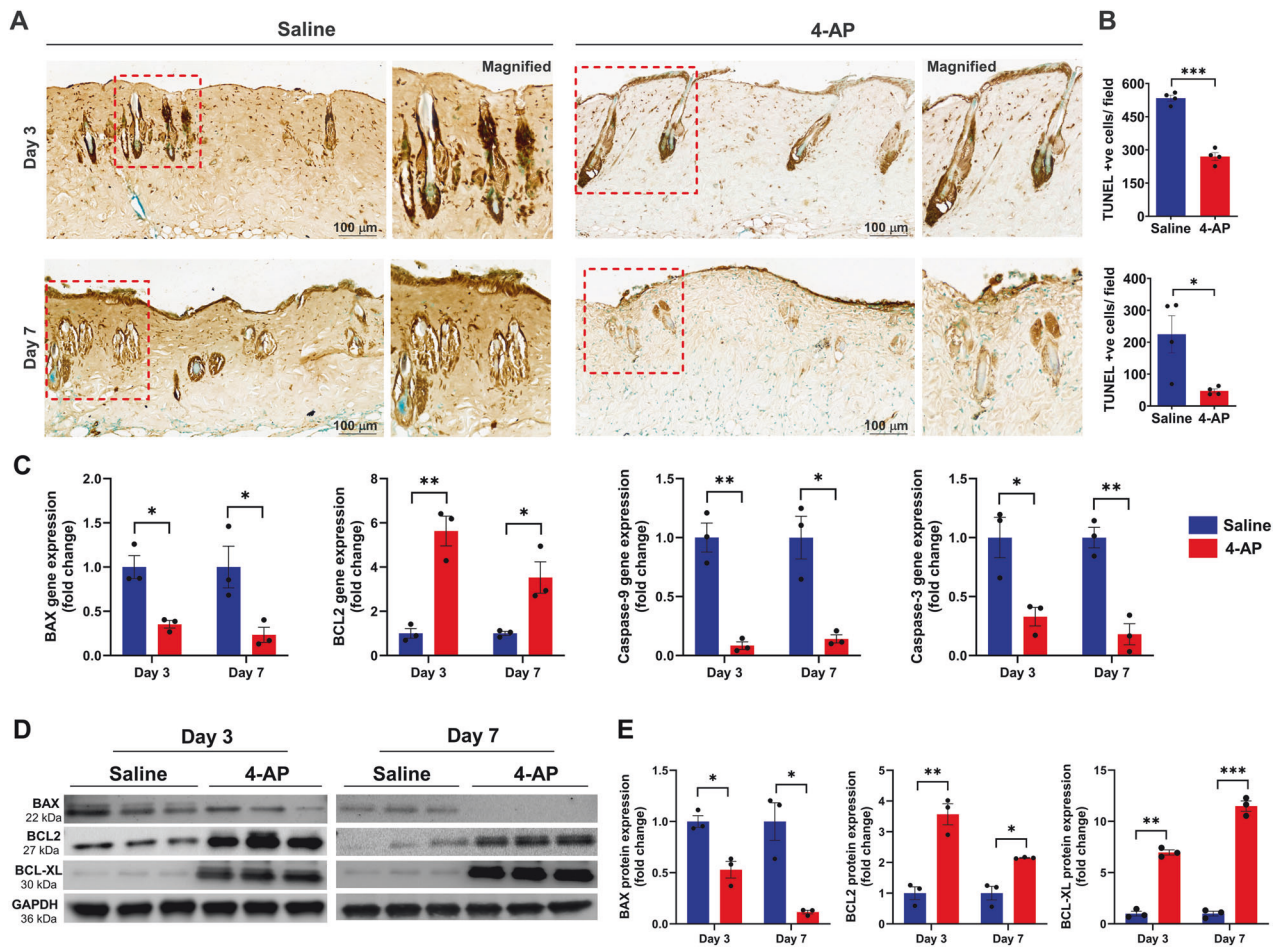 A
Saline
4-AP
B
Magnified
Magnified
Day 3
100 μm
100 μm
Day 7
100 μm
100 μm
***
TUNEL +ve cells/ field
600
450
300
150
0
Saline 4-AP
*
TUNEL +ve cells/ field
400
300
200
100
0
Saline 4-AP
C
BAX gene expression
(fold change)
2.0
1.5
1.0
0.5
0.0
*
*
Day 3
Day 7
BCL2 gene expression
(fold change)
8
6
4
2
0
**
*
Day 3
Day 7
Caspase-9 gene expression
(fold change)
1.5
1.0
0.5
0.0
**
*
Day 3
Day 7
Caspase-3 gene expression
(fold change)
1.5
1.0
0.5
0.0
*
**
Day 3
Day 7
Saline
4-AP
D
Day 3
Day 7
Saline
4-AP
Saline
4-AP
BAX
22 kDa
BCL2
27 kDa
BCL-XL
30 kDa
GAPDH
36 kDa
E
BAX protein expression
(fold change)
1.5
1.0
0.5
0.0
*
*
Day 3
Day 7
BCL2 protein expression
(fold change)
5
4
3
2
1
0
**
*
Day 3
Day 7
BCL-XL protein expression
(fold change)
15
10
5
0
**
***
Day 3
Day 7